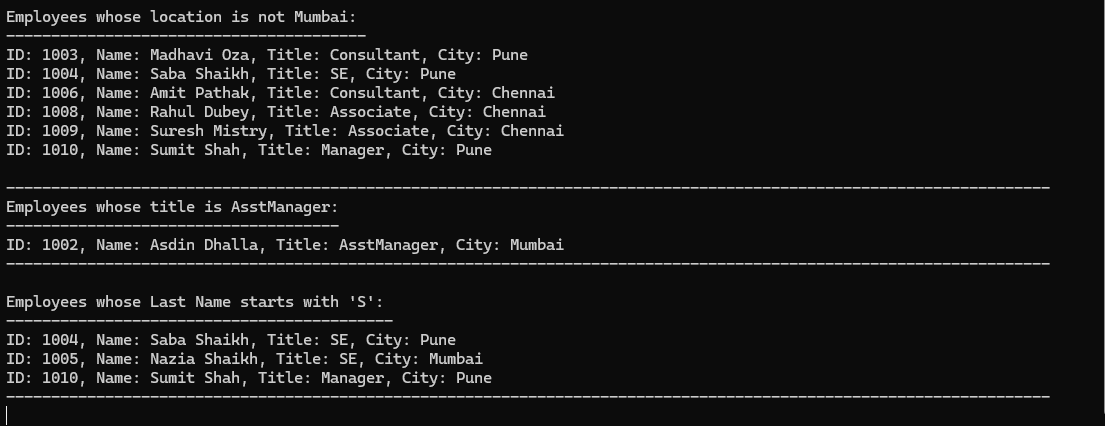 Employees whose location is not Mumbai:
----------------------------------------
ID: 1003, Name: Madhavi Oza, Title: Consultant, City: Pune
ID: 1004, Name: Saba Shaikh, Title: SE, City: Pune
ID: 1006, Name: Amit Pathak, Title: Consultant, City: Chennai
ID: 1008, Name: Rahul Dubey, Title: Associate, City: Chennai
ID: 1009, Name: Suresh Mistry, Title: Associate, City: Chennai
ID: 1010, Name: Sumit Shah, Title: Manager, City: Pune
--------------------------------------------------------------------------------------------------------------------
Employees whose title is AsstManager:
-------------------------------------
ID: 1002, Name: Asdin Dhalla, Title: AsstManager, City: Mumbai
--------------------------------------------------------------------------------------------------------------------
Employees whose Last Name starts with 'S':
-------------------------------------------
ID: 1004, Name: Saba Shaikh, Title: SE, City: Pune
ID: 1005, Name: Nazia Shaikh, Title: SE, City: Mumbai
ID: 1010, Name: Sumit Shah, Title: Manager, City: Pune
--------------------------------------------------------------------------------------------------------------------